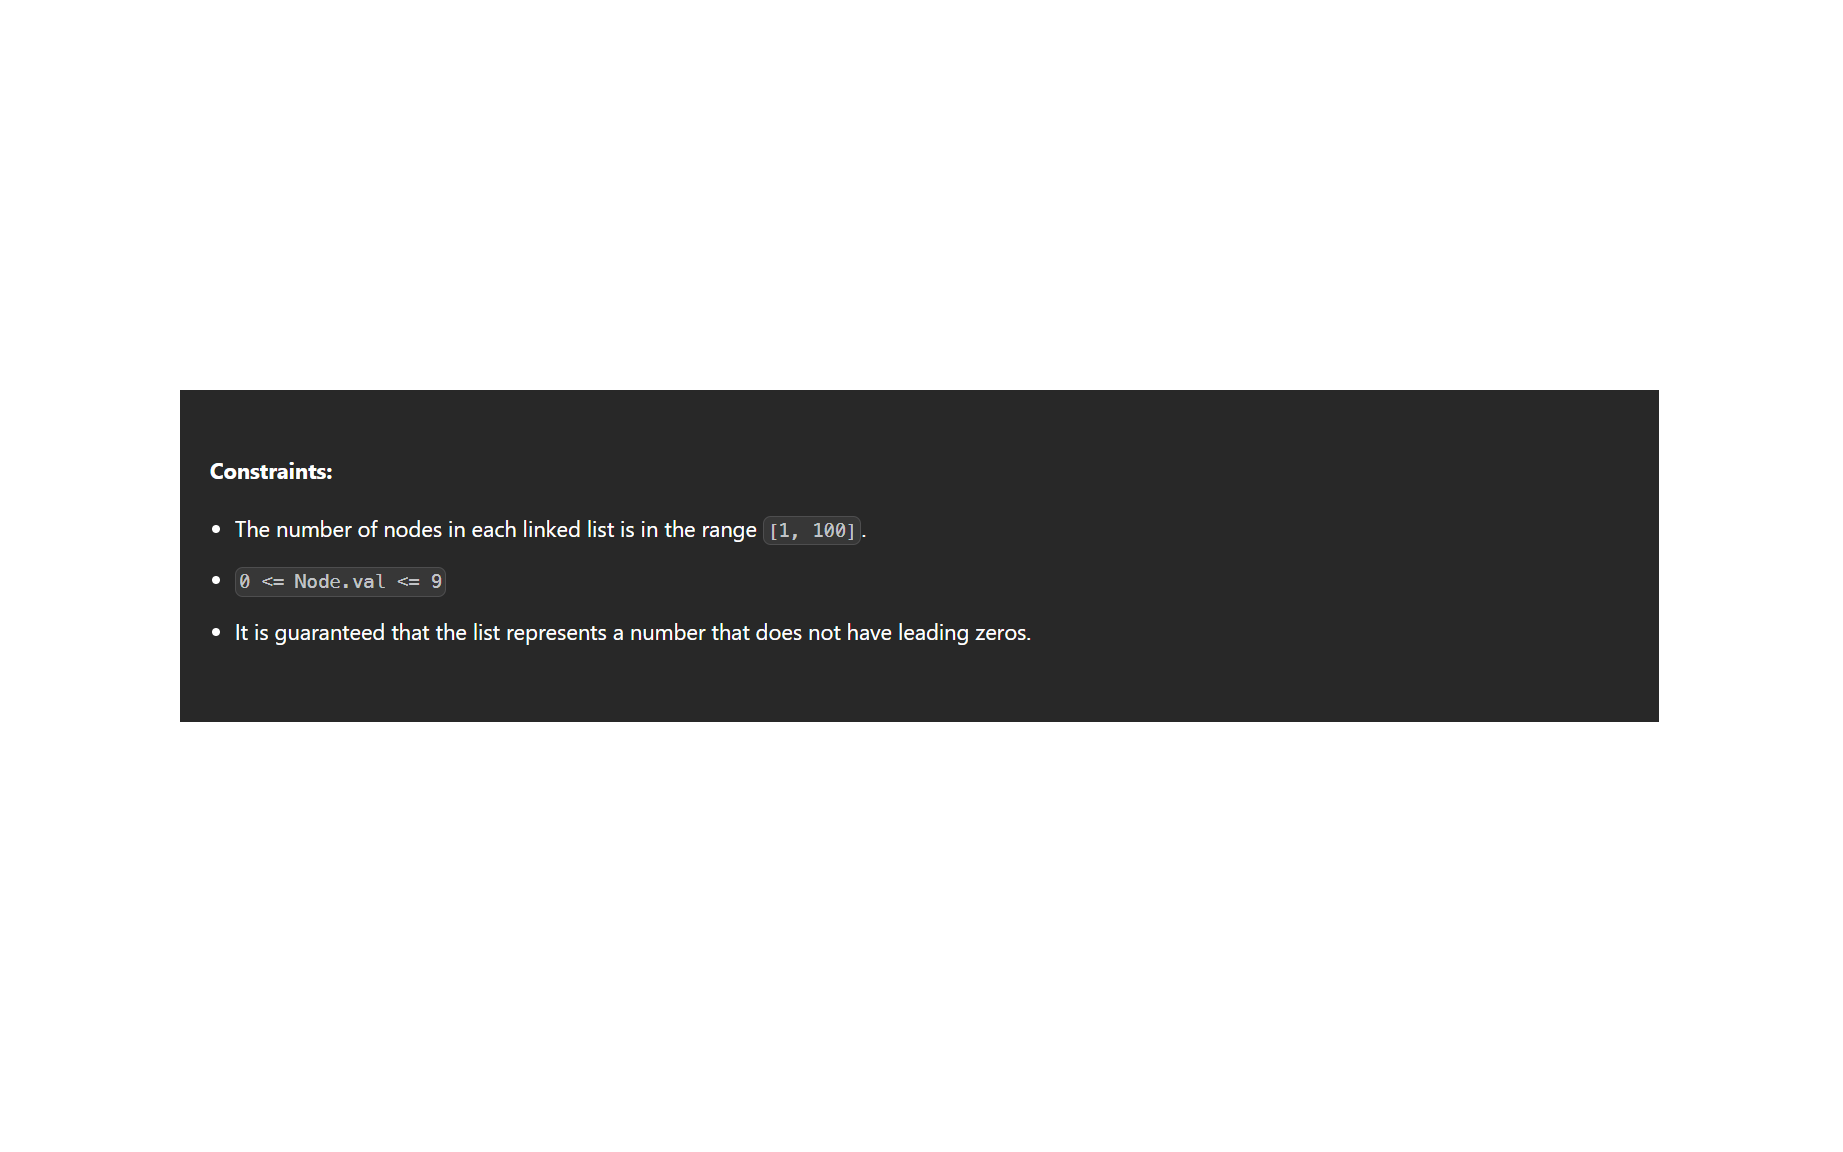 Constraints:
• The number of nodes in each linked list is in the range [1, 100].
• 0 <= Node.val <= 9
• It is guaranteed that the list represents a number that does not have leading zeros.